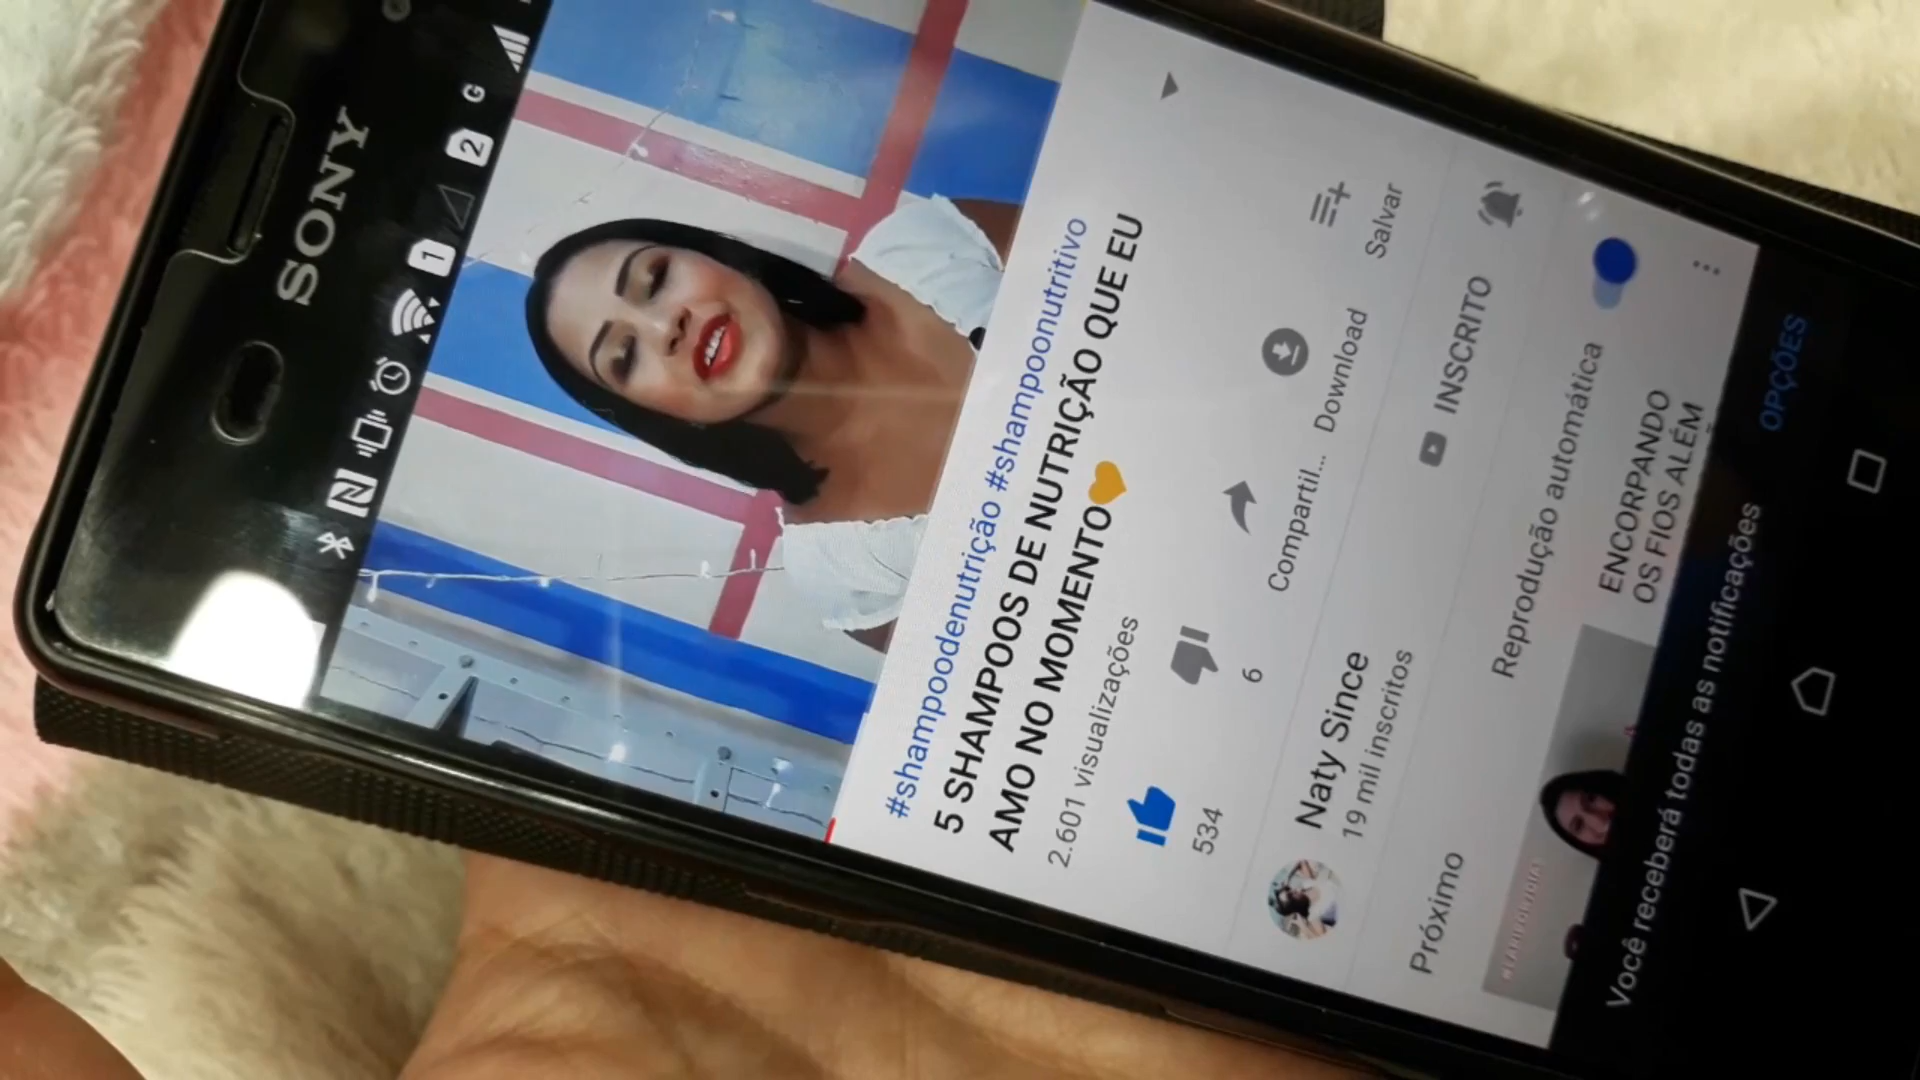 SONY
1
2
G
#shampoodenutrição #shampoonutritivo
5 SHAMPOOS DE NUTRIÇÃO QUE EU
AMO NO MOMENTO💛
2.601 visualizações
534
6
Compartil...
Download
Salvar
Naty Since
19 mil inscritos
INSCRITO
Próximo
Reprodução automática
ENCORPANDO
OS FIOS ALÉM
Você receberá todas as notificações
OPÇÕES